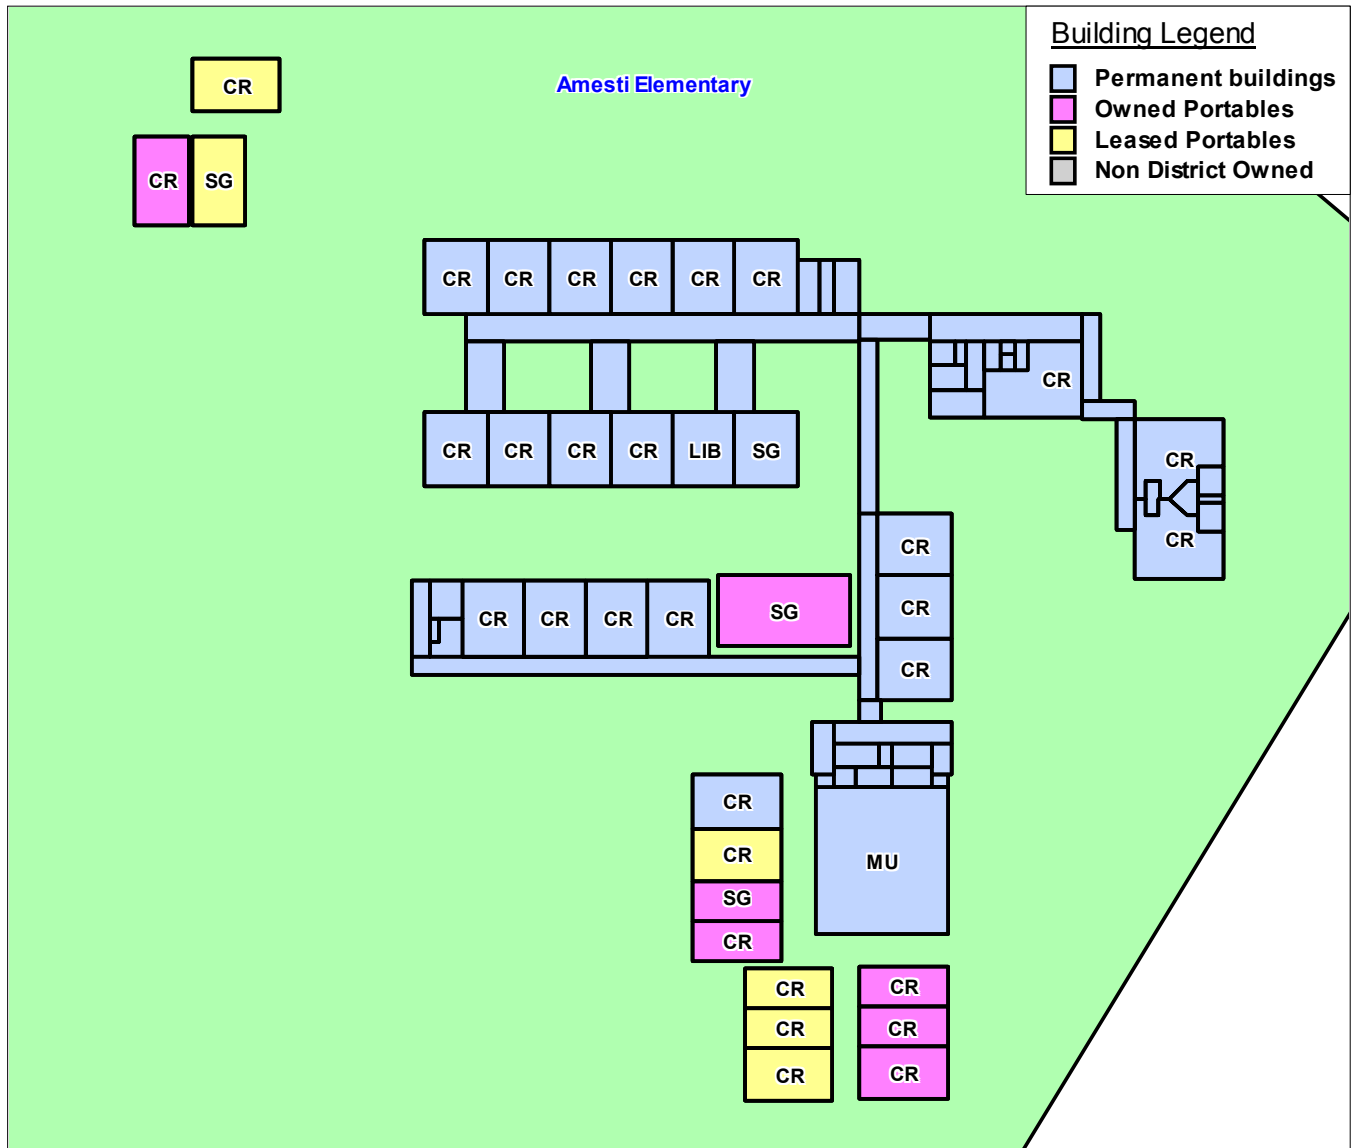 Building Legend
Permanent buildings
Owned Portables
Leased Portables
Non District Owned
Amesti Elementary
CR
CR SG
CR CR CR CR CR CR
CR
CR CR CR CR LIB SG
CR
CR
CR
CR
CR
CR CR CR CR SG
CR
CR
MU
SG
CR
CR
CR
CR
CR
CR
CR
CR